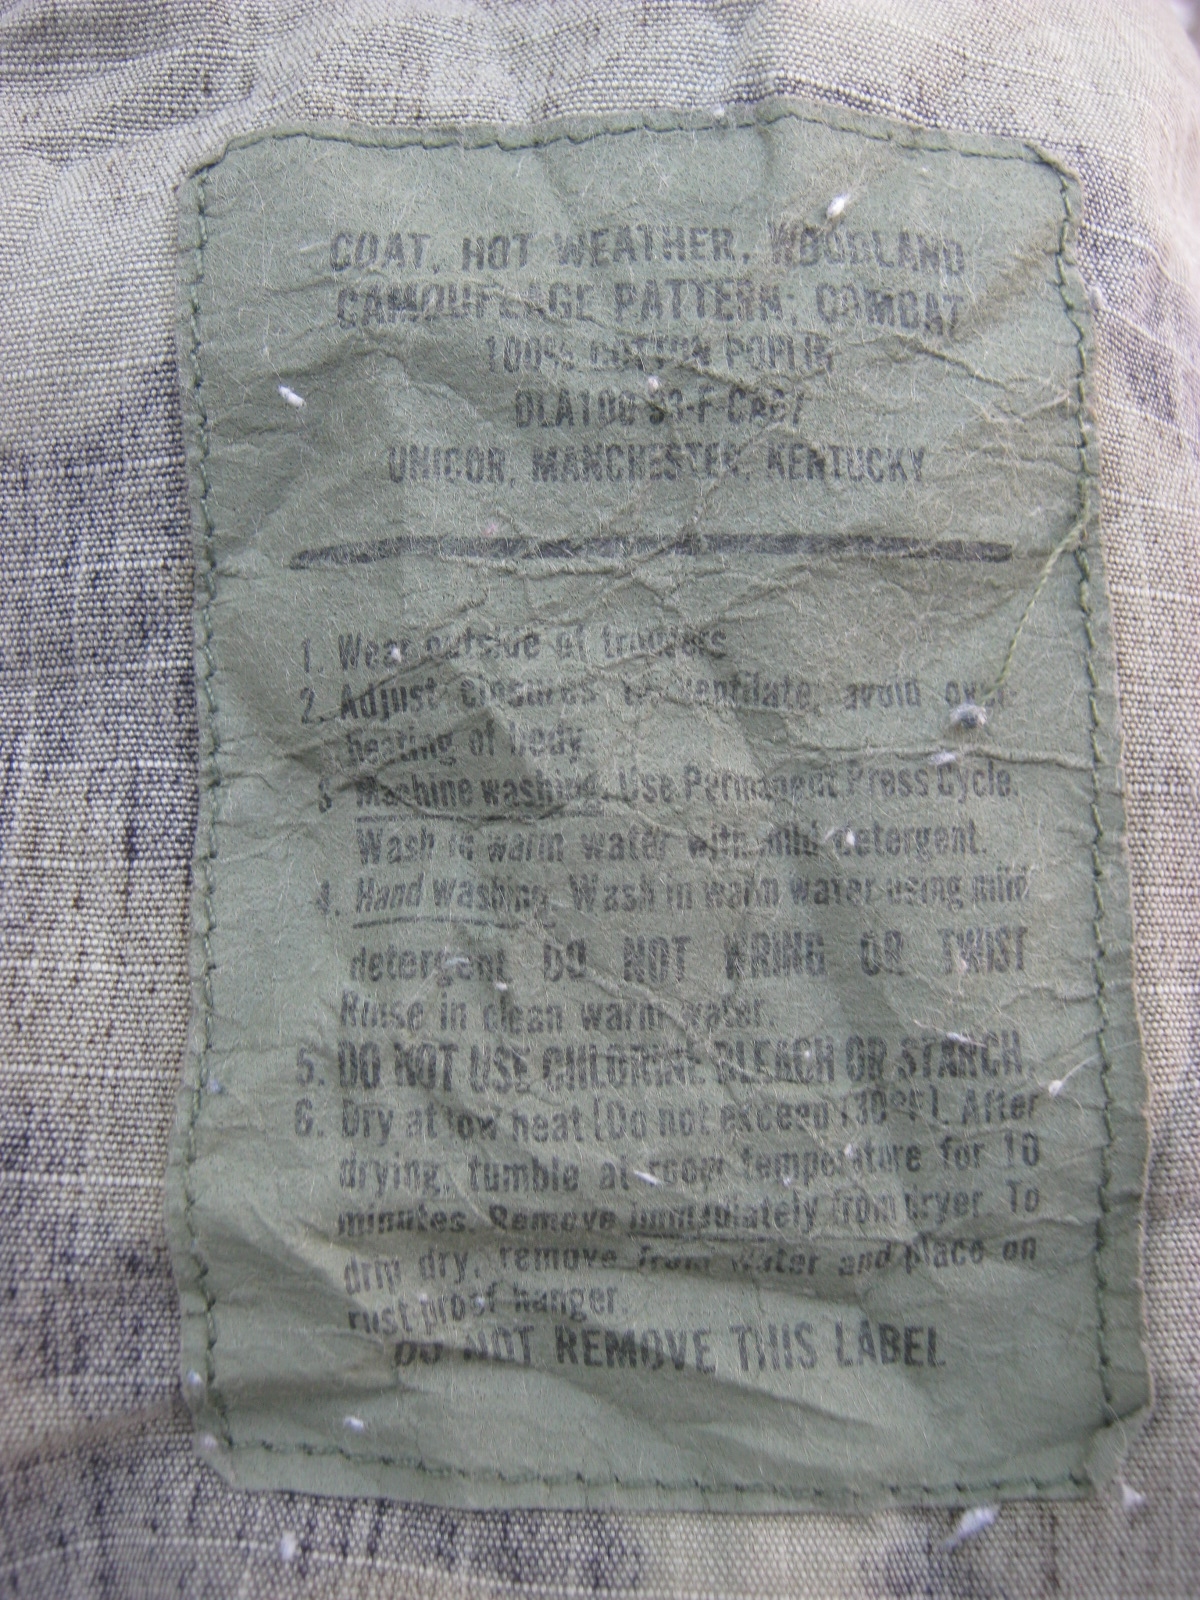 COAT, HOT WEATHER, WOODLAND
CAMOUFLAGE PATTERN; COMBAT
100% COTTON POPLIN
UNICOR, MANCHESTER, KENTUCKY
1. Wear outside of trousers
2. Adjust closures to ventilate, avoid over-
heating of body.
3 Machine washing. Use Permanent Press Cycle.
Wash in warm water with mild detergent.
4. Hand washing. Wash in warm water using mild
detergent DO NOT WRING OR TWIST
Rinse in clean warm water.
5. DO NOT USE CHLORINE BLEACH OR STARCH.
6. Dry at low heat (Do not exceed 130°F). After
drying, tumble at room temperature for 10
minutes. Remove immediately from dryer. To
drip dry, remove from water and place on
rust-proof hanger.
DO NOT REMOVE THIS LABEL